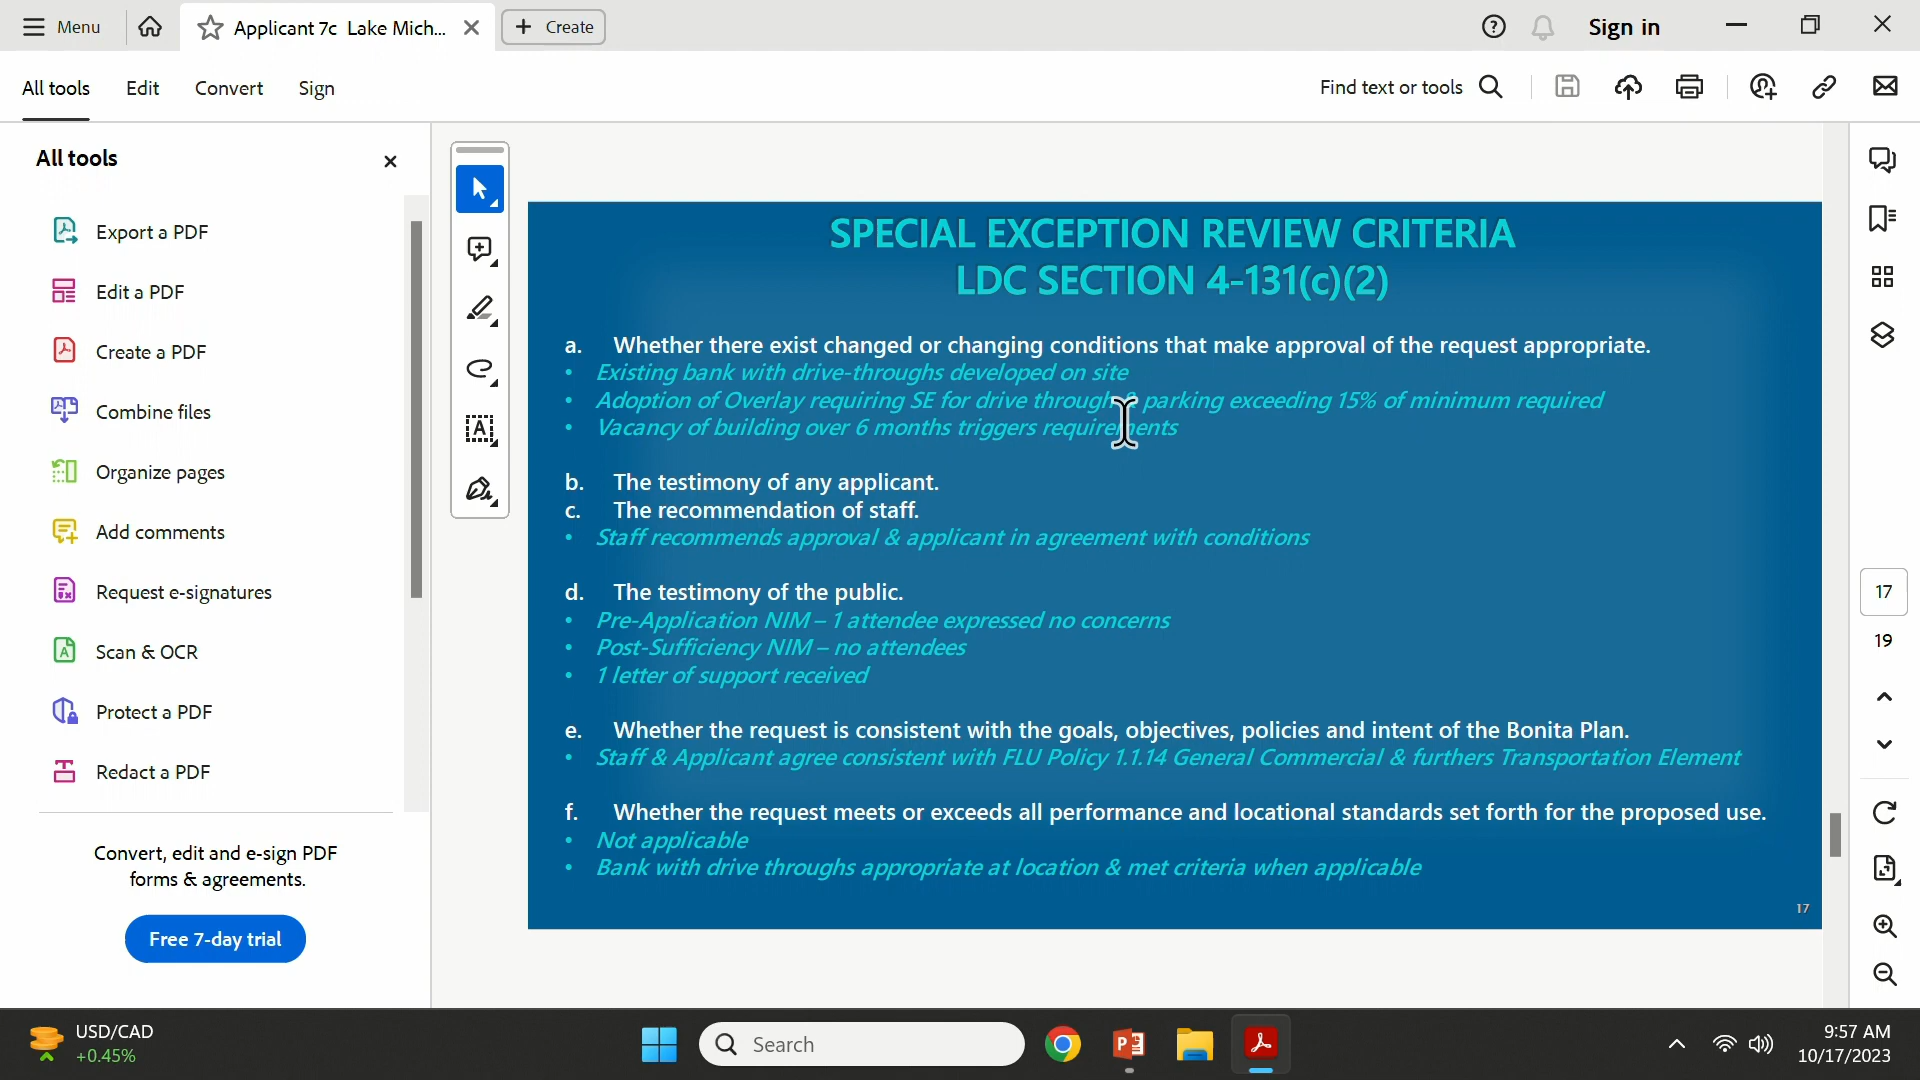 Menu
Applicant 7c Lake Mich...
Create
Sign in
All tools
Edit
Convert
Sign
Find text or tools
All tools
Export a PDF
Edit a PDF
Create a PDF
Combine files
Organize pages
Add comments
Request e-signatures
Scan & OCR
Protect a PDF
Redact a PDF
Convert, edit and e-sign PDF
forms & agreements.
Free 7-day trial
SPECIAL EXCEPTION REVIEW CRITERIA
LDC SECTION 4-131(c)(2)
a. Whether there exist changed or changing conditions that make approval of the request appropriate.
• Existing bank with drive-throughs developed on site
• Adoption of Overlay requiring SE for drive through & parking exceeding 15% of minimum required
• Vacancy of building over 6 months triggers requirements
b. The testimony of any applicant.
c. The recommendation of staff.
• Staff recommends approval & applicant in agreement with conditions
d. The testimony of the public.
• Pre-Application NIM – 1 attendee expressed no concerns
• Post-Sufficiency NIM – no attendees
• 1 letter of support received
e. Whether the request is consistent with the goals, objectives, policies and intent of the Bonita Plan.
• Staff & Applicant agree consistent with FLU Policy 1.1.14 General Commercial & furthers Transportation Element
f. Whether the request meets or exceeds all performance and locational standards set forth for the proposed use.
• Not applicable
• Bank with drive throughs appropriate at location & met criteria when applicable
17
17
19
USD/CAD
+0.45%
Search
9:57 AM
10/17/2023